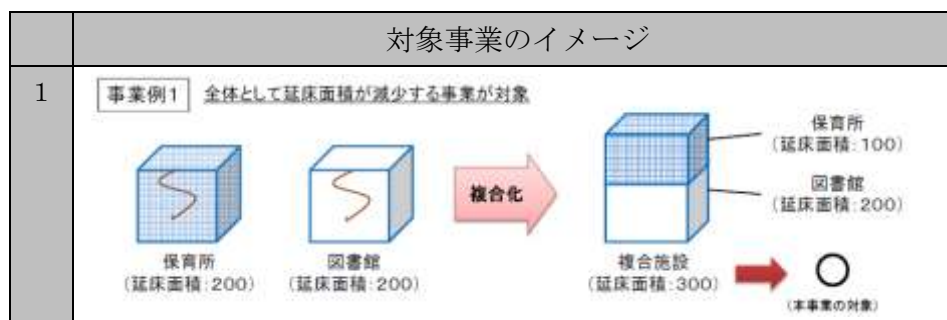 対象事業のイメージ
1
事業例1 全体として延床面積が減少する事業が対象
保育所
(延床面積:200)
図書館
(延床面積:200)
複合化
保育所
(延床面積:100)
図書館
(延床面積:200)
複合施設
(延床面積:300)
(本事業の対象)